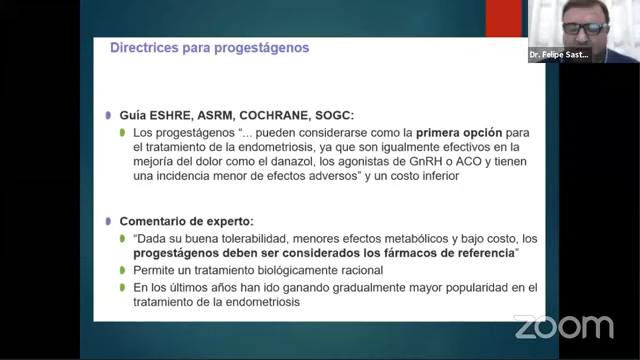 Directrices para progestágenos
Dr. Felipe Sast...
Guía ESHRE, ASRM, COCHRANE, SOGC:
Los progestágenos “... pueden considerarse como la primera opción para
el tratamiento de la endometriosis, ya que son igualmente efectivos en la
mejoría del dolor como el danazol, los agonistas de GnRH o ACO y tienen
una incidencia menor de efectos adversos” y un costo inferior
Comentario de experto:
“Dada su buena tolerabilidad, menores efectos metabólicos y bajo costo, los
progestágenos deben ser considerados los fármacos de referencia”
Permite un tratamiento biológicamente racional
En los últimos años han ido ganando gradualmente mayor popularidad en el
tratamiento de la endometriosis
zoom